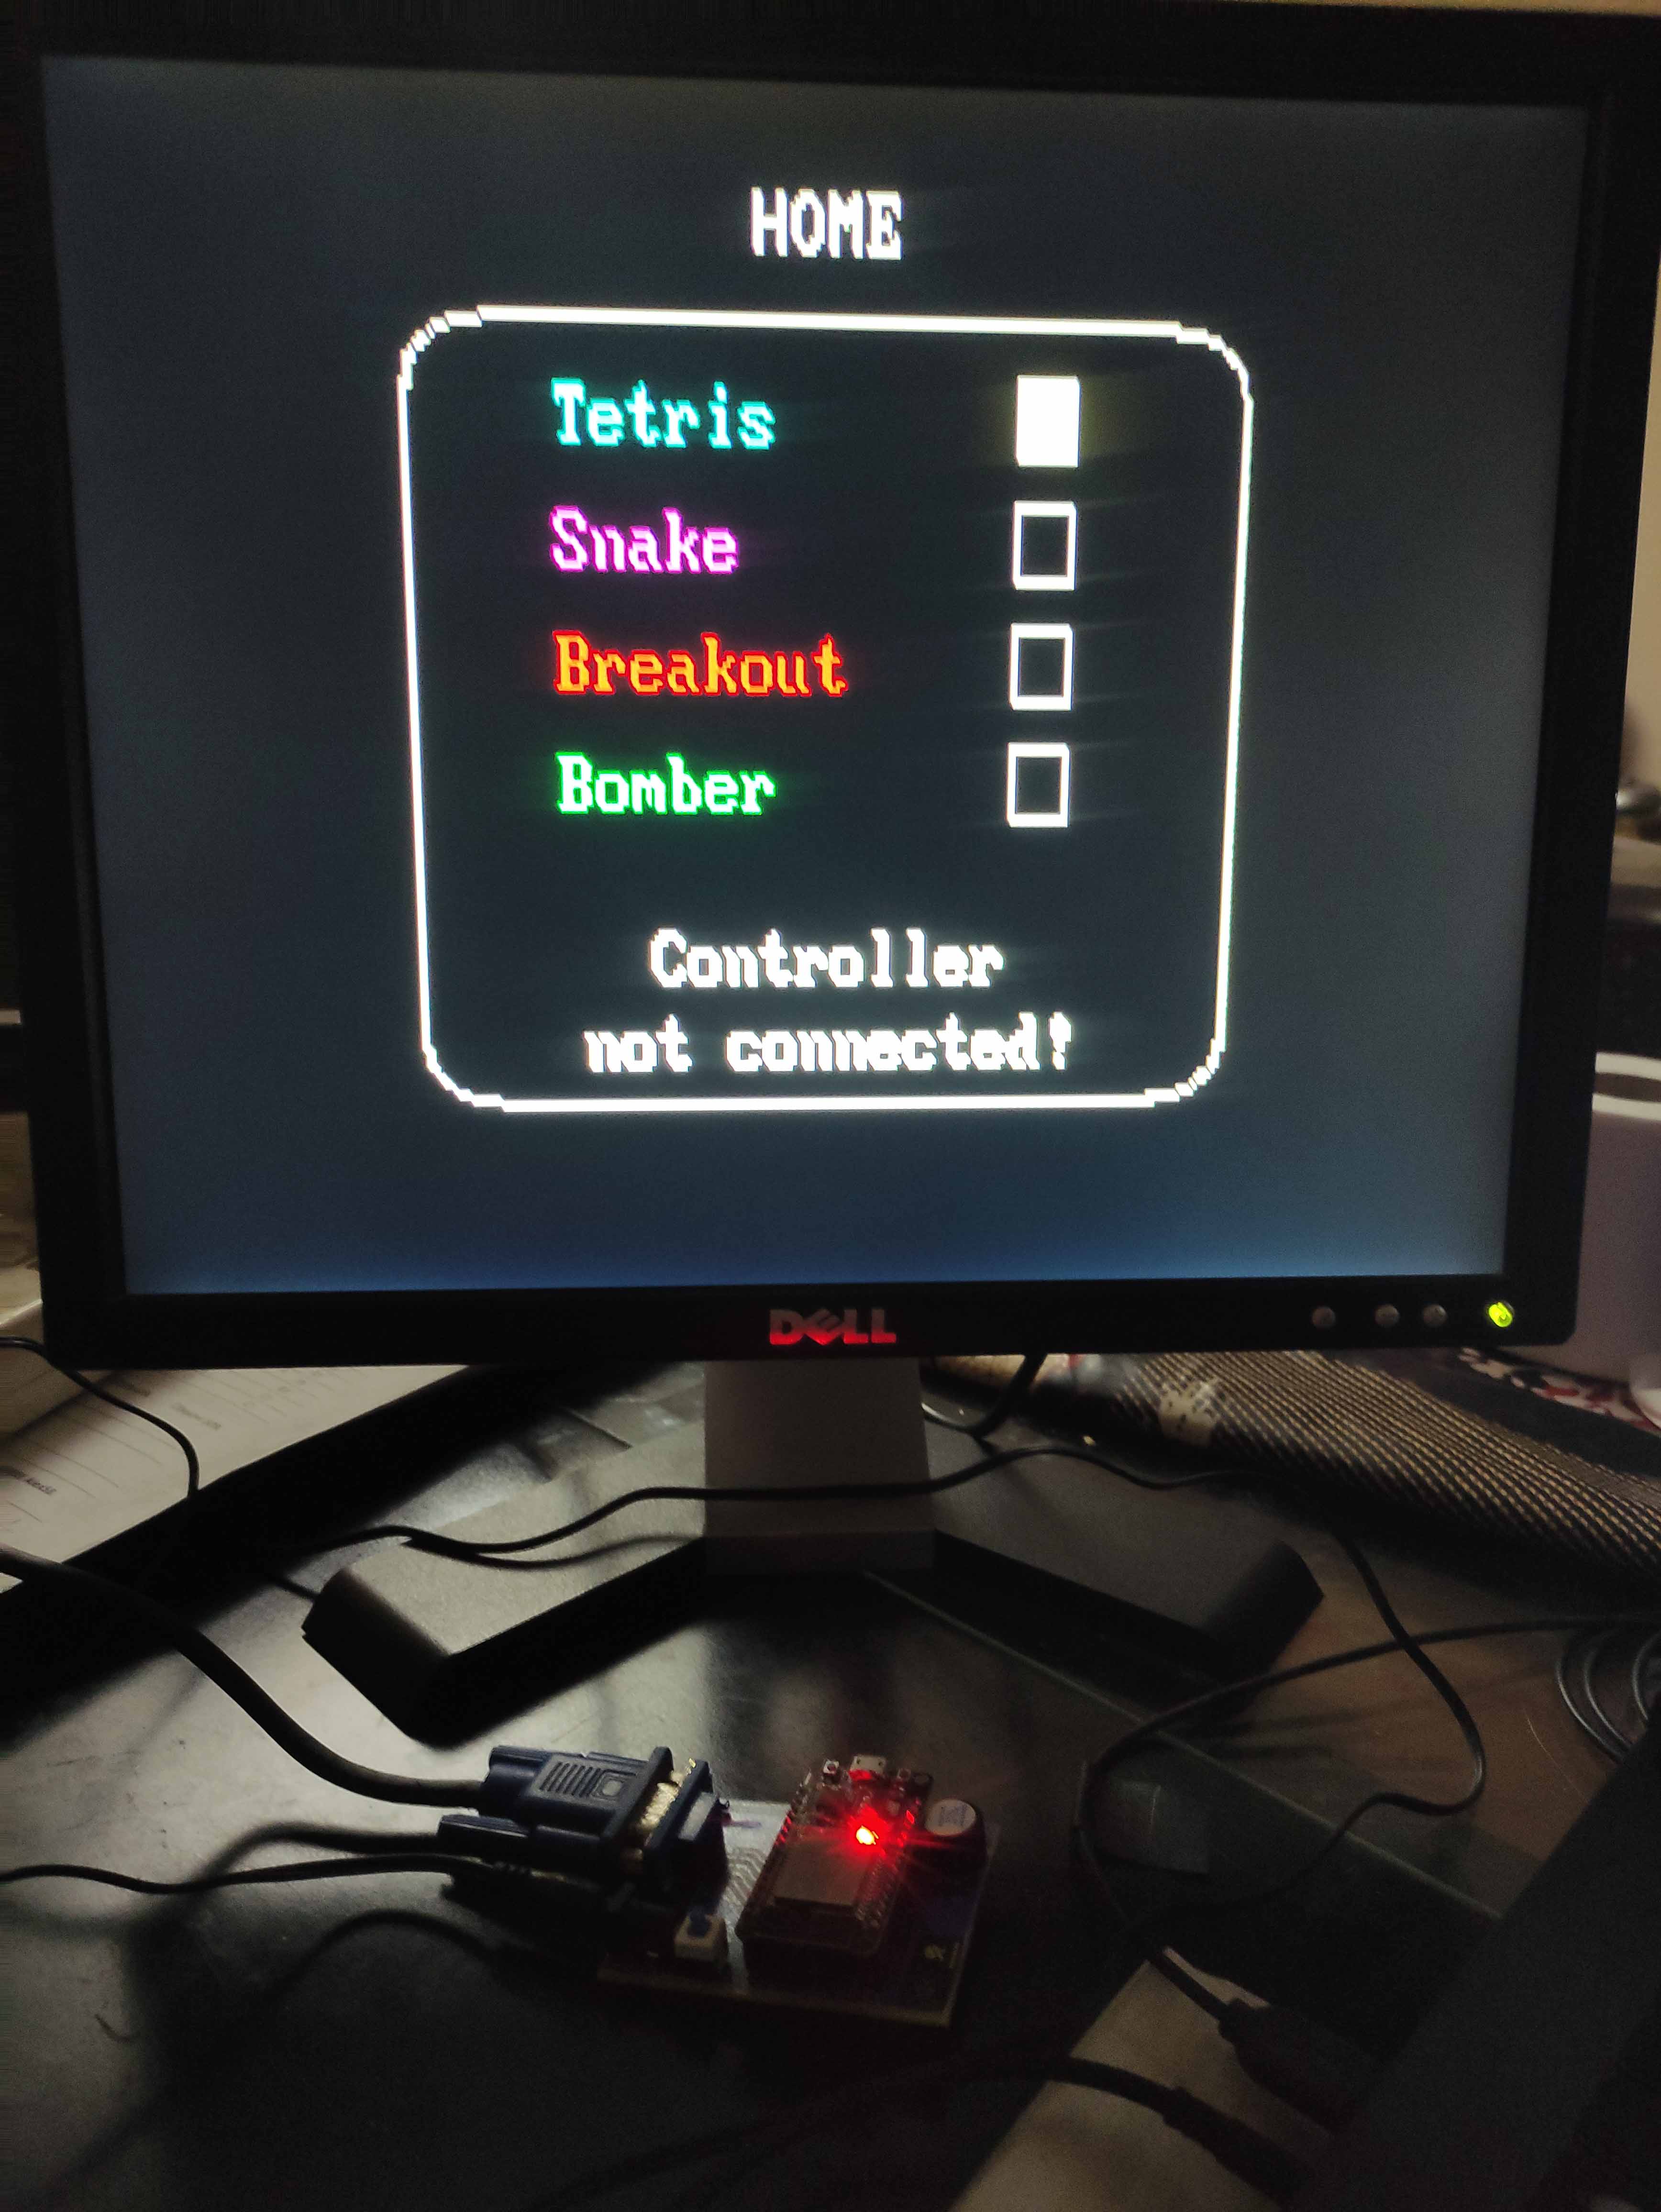 HOME
Tetris
Snake
Breakout
Bomber
Controller
not connected!
DELL